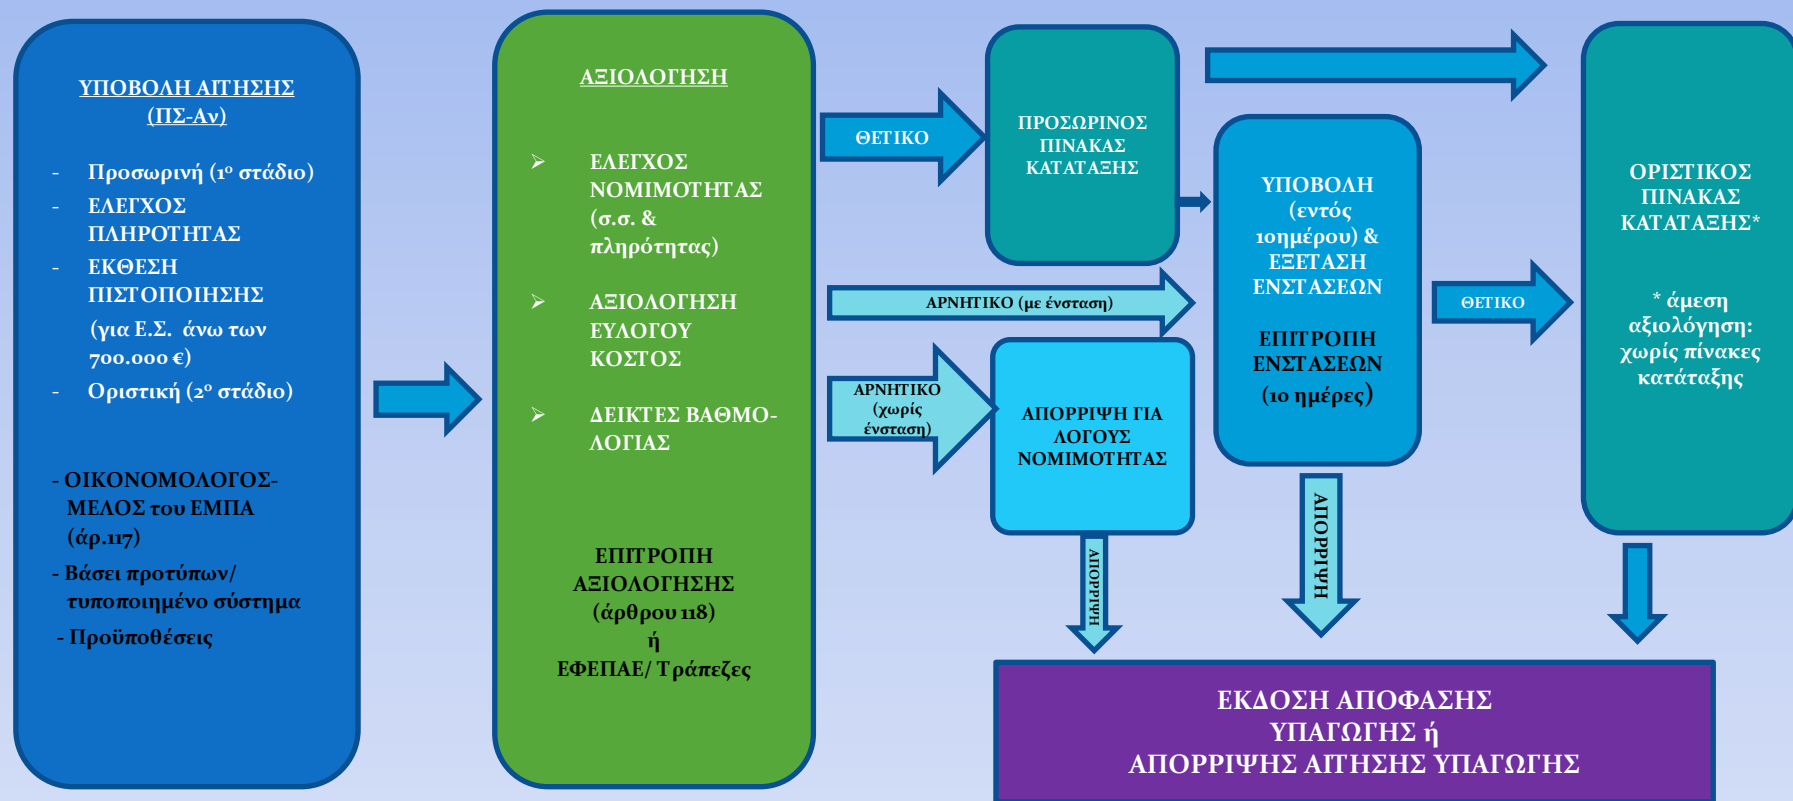 ΥΠΟΒΟΛΗ ΑΙΤΗΣΗΣ
(ΠΣ-Αν)
- Προσωρινή (1ο στάδιο)
- ΕΛΕΓΧΟΣ
ΠΛΗΡΟΤΗΤΑΣ
- ΕΚΘΕΣΗ
ΠΙΣΤΟΠΟΙΗΣΗΣ
(για Ε.Σ. άνω των
700.000 €)
- Οριστική (2ο στάδιο)
- ΟΙΚΟΝΟΜΟΛΟΓΟΣ-
ΜΕΛΟΣ του ΕΜΠΑ
(άρ.117)
- Βάσει προτύπων/
τυποποιημένο σύστημα
- Προϋποθέσεις
ΑΞΙΟΛΟΓΗΣΗ
➢ ΕΛΕΓΧΟΣ
ΝΟΜΙΜΟΤΗΤΑΣ
(σ.σ. &
πληρότητας)
➢ ΑΞΙΟΛΟΓΗΣΗ
ΕΥΛΟΓΟΥ
ΚΟΣΤΟΣ
➢ ΔΕΙΚΤΕΣ ΒΑΘΜΟ-
ΛΟΓΙΑΣ
ΕΠΙΤΡΟΠΗ
ΑΞΙΟΛΟΓΗΣΗΣ
(άρθρου 118)
ή
ΕΦΕΠΑΕ/ Τράπεζες
ΘΕΤΙΚΟ
ΑΡΝΗΤΙΚΟ (με ένσταση)
ΑΡΝΗΤΙΚΟ
(χωρίς
ένσταση)
ΠΡΟΣΩΡΙΝΟΣ
ΠΙΝΑΚΑΣ
ΚΑΤΑΤΑΞΗΣ
ΑΠΟΡΡΙΨΗ ΓΙΑ
ΛΟΓΟΥΣ
ΝΟΜΙΜΟΤΗΤΑΣ
ΑΠΟΡΡΙΨΗ
ΥΠΟΒΟΛΗ
(εντός
10ημέρου) &
ΕΞΕΤΑΣΗ
ΕΝΣΤΑΣΕΩΝ
ΕΠΙΤΡΟΠΗ
ΕΝΣΤΑΣΕΩΝ
(10 ημέρες)
ΑΠΟΡΡΙΨΗ
ΘΕΤΙΚΟ
ΟΡΙΣΤΙΚΟΣ
ΠΙΝΑΚΑΣ
ΚΑΤΑΤΑΞΗΣ*
* άμεση
αξιολόγηση:
χωρίς πίνακες
κατάταξης
ΕΚΔΟΣΗ ΑΠΟΦΑΣΗΣ
ΥΠΑΓΩΓΗΣ ή
ΑΠΟΡΡΙΨΗΣ ΑΙΤΗΣΗΣ ΥΠΑΓΩΓΗΣ